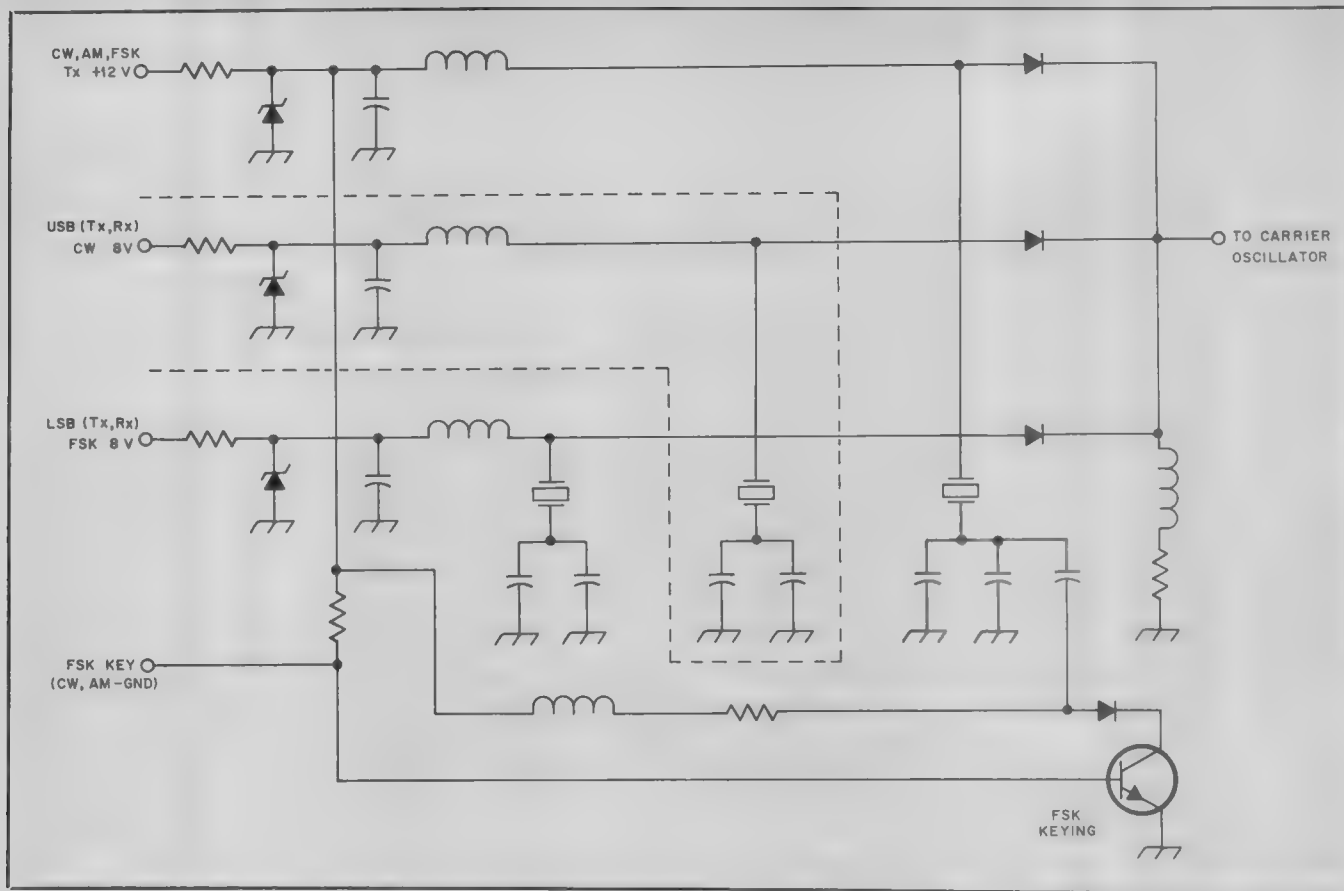 CW,AM,FSK
Tx +12 V
USB (Tx,Rx)
CW 8V
TO CARRIER
OSCILLATOR
LSB (Tx,Rx)
FSK 8V
FSK KEY
(CW, AM-GND)
FSK
KEYING